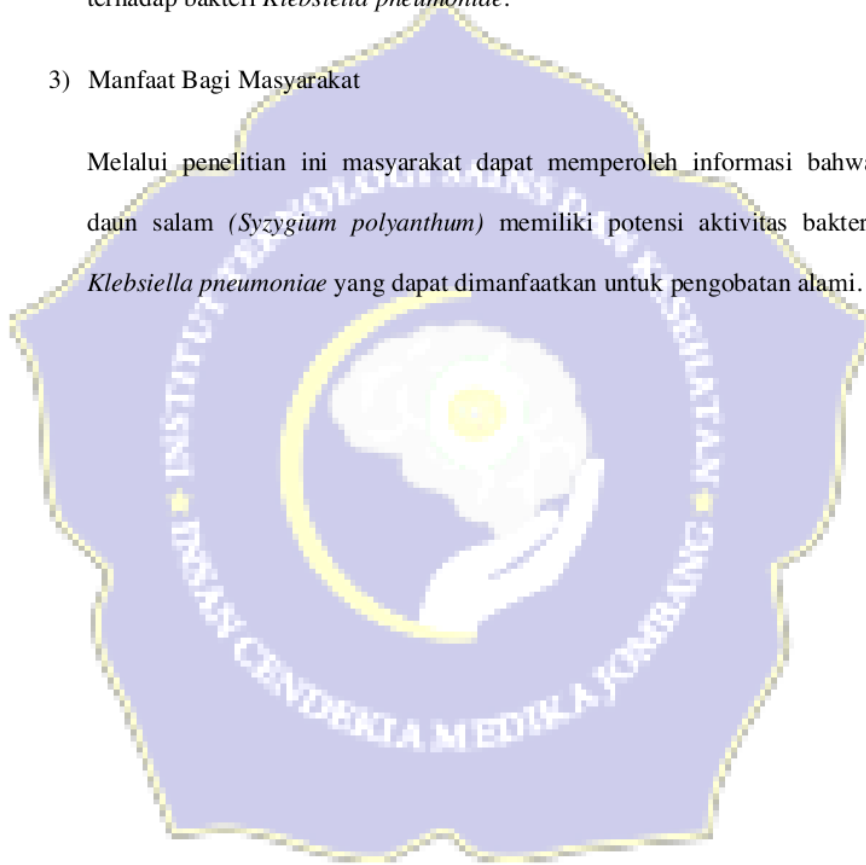 terhadap bakteri Klebsiella pneumoniae.
3) Manfaat Bagi Masyarakat
Melalui penelitian ini masyarakat dapat memperoleh informasi bahwa
daun salam (Syzygium polyanthum) memiliki potensi aktivitas bakter
Klebsiella pneumoniae yang dapat dimanfaatkan untuk pengobatan alami.
INSTITUT TEKNOLOGI SAINS DAN KESEHATAN
INSAN CENDEKIA MEDIKA JOMBANG